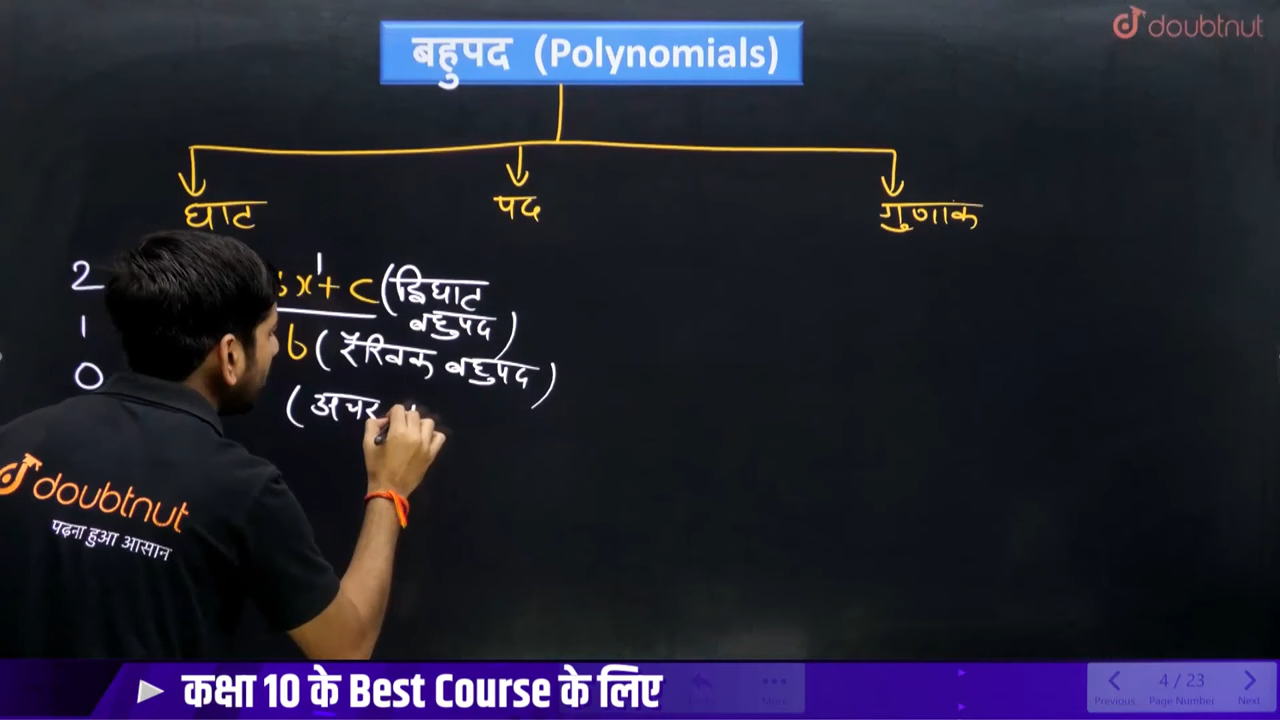 बहुपद (Polynomials)
doubtnut
घाट
पद
गुणांक
2
x¹ + c (द्विघाट
बहुपद)
1
b (रैखिक बहुपद)
0
(अचर
doubtnut
पढ़ना हुआ आसान
कक्षा 10 के Best Course के लिए
More
4 / 23
Previous Page Number Next